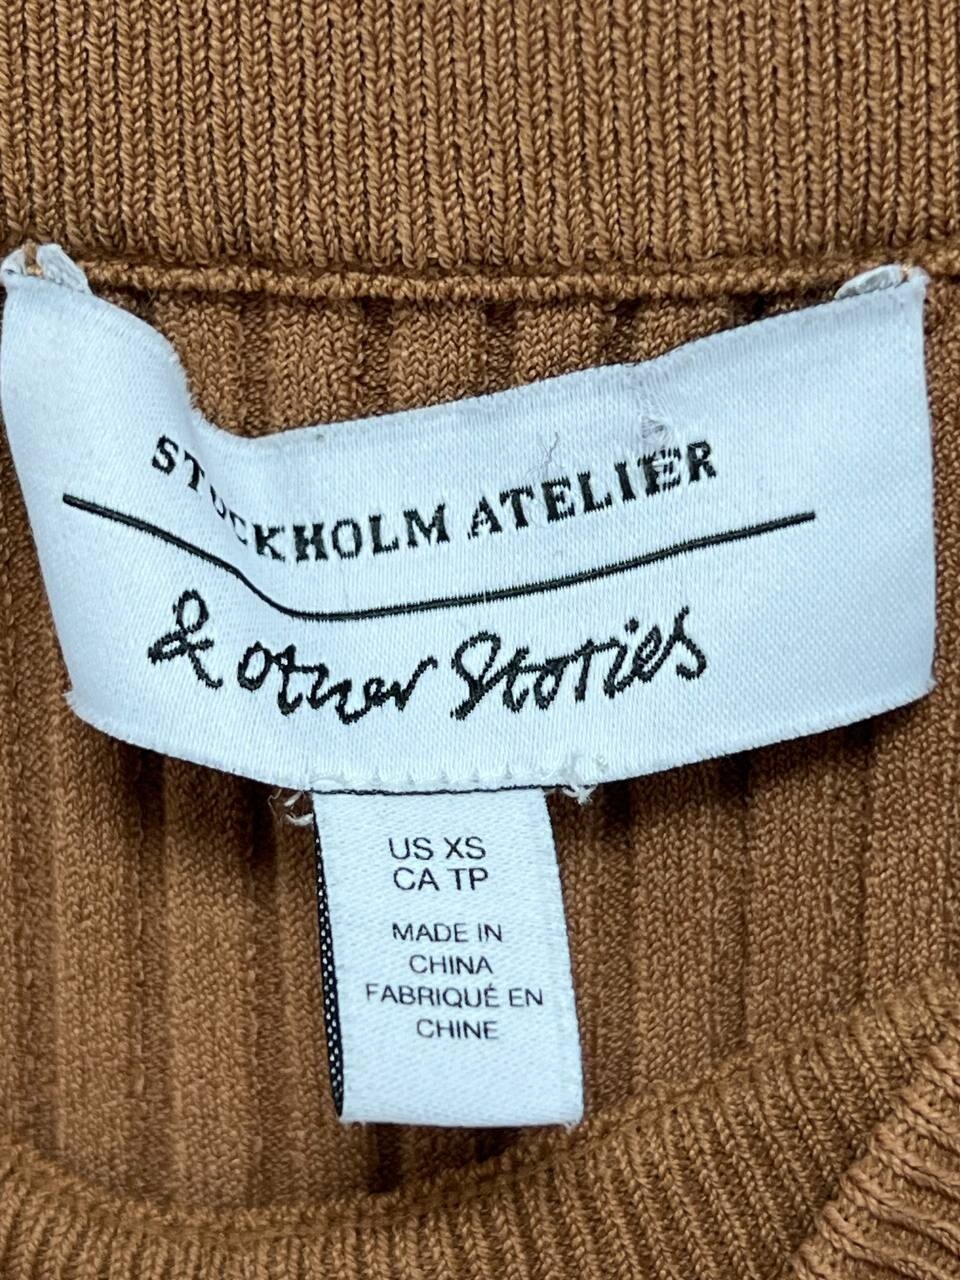 STOCKHOLM ATELIER
& other Stories
US XS
CA TP
MADE IN
CHINA
FABRIQUÉ EN
CHINE